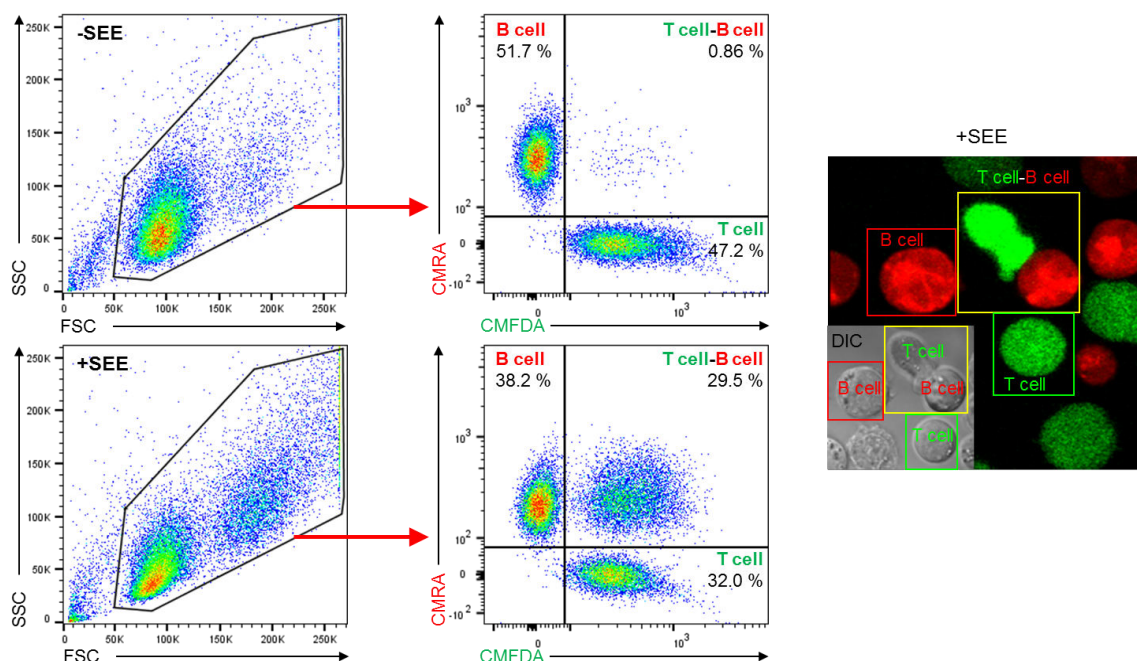 -SEE
SSC
250K
200K
150K
100K
50K
0
0
50K
100K
150K
200K
250K
FSC
B cell
51.7 %
T cell-B cell
0.86 %
T cell
47.2 %
CMRA
10³
10²
0
-10²
0
10³
CMFDA
+SEE
SSC
250K
200K
150K
100K
50K
0
0
50K
100K
150K
200K
250K
FSC
B cell
38.2 %
T cell-B cell
29.5 %
T cell
32.0 %
CMRA
10³
10²
0
-10²
0
10³
CMFDA
+SEE
T cell-B cell
B cell
T cell
DIC
T cell
B cell
B cell
T cell